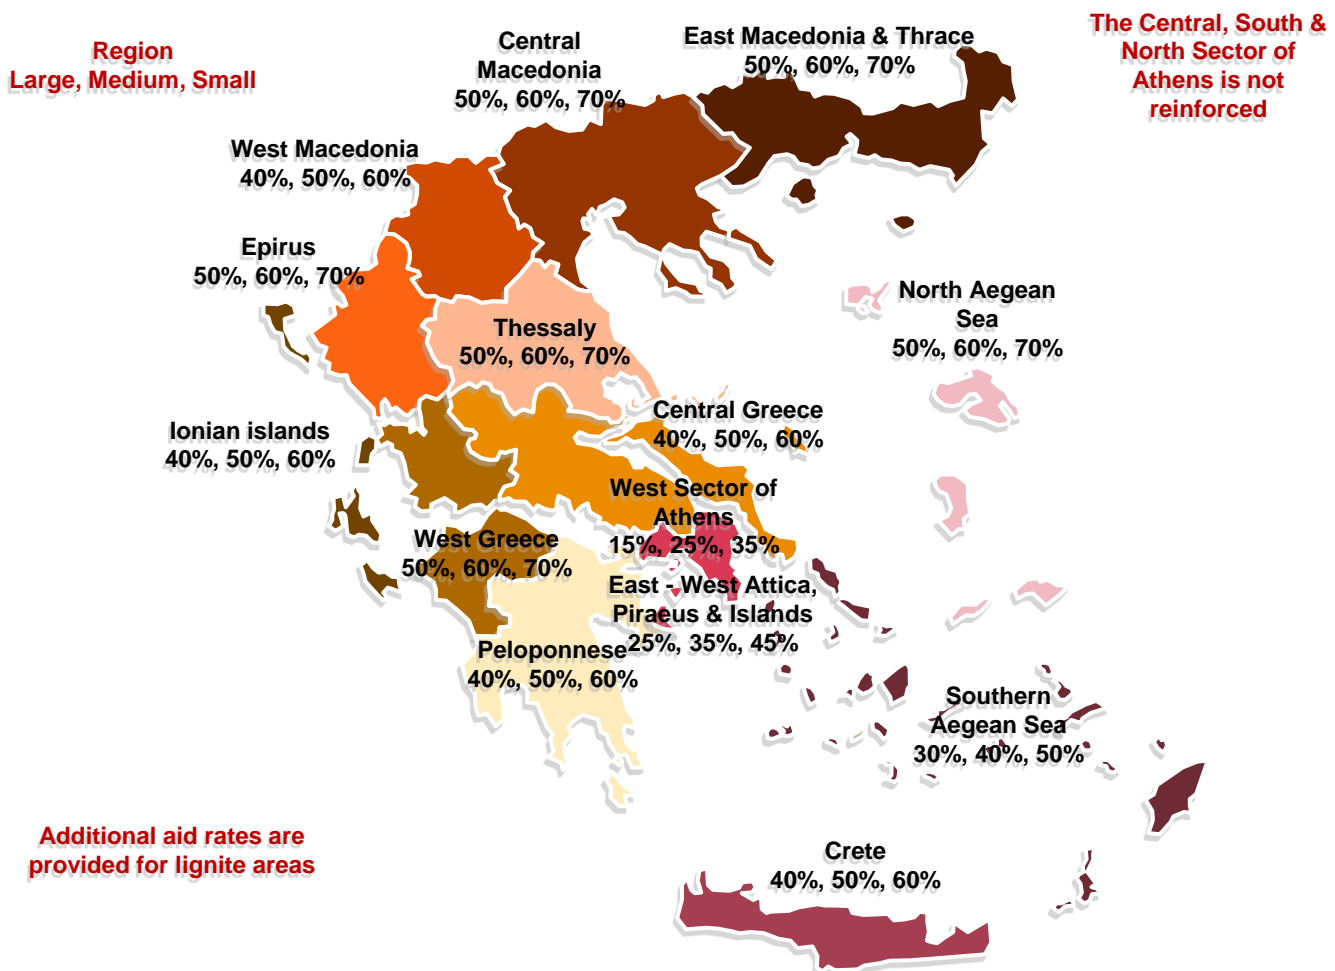 Region
Large, Medium, Small
Central
Macedonia
50%, 60%, 70%
East Macedonia & Thrace
50%, 60%, 70%
The Central, South &
North Sector of
Athens is not
reinforced
West Macedonia
40%, 50%, 60%
Epirus
50%, 60%, 70%
North Aegean
Sea
50%, 60%, 70%
Thessaly
50%, 60%, 70%
Central Greece
40%, 50%, 60%
Ionian islands
40%, 50%, 60%
West Sector of
Athens
15%, 25%, 35%
West Greece
50%, 60%, 70%
East - West Attica,
Piraeus & Islands
25%, 35%, 45%
Peloponnese
40%, 50%, 60%
Southern
Aegean Sea
30%, 40%, 50%
Additional aid rates are
provided for lignite areas
Crete
40%, 50%, 60%